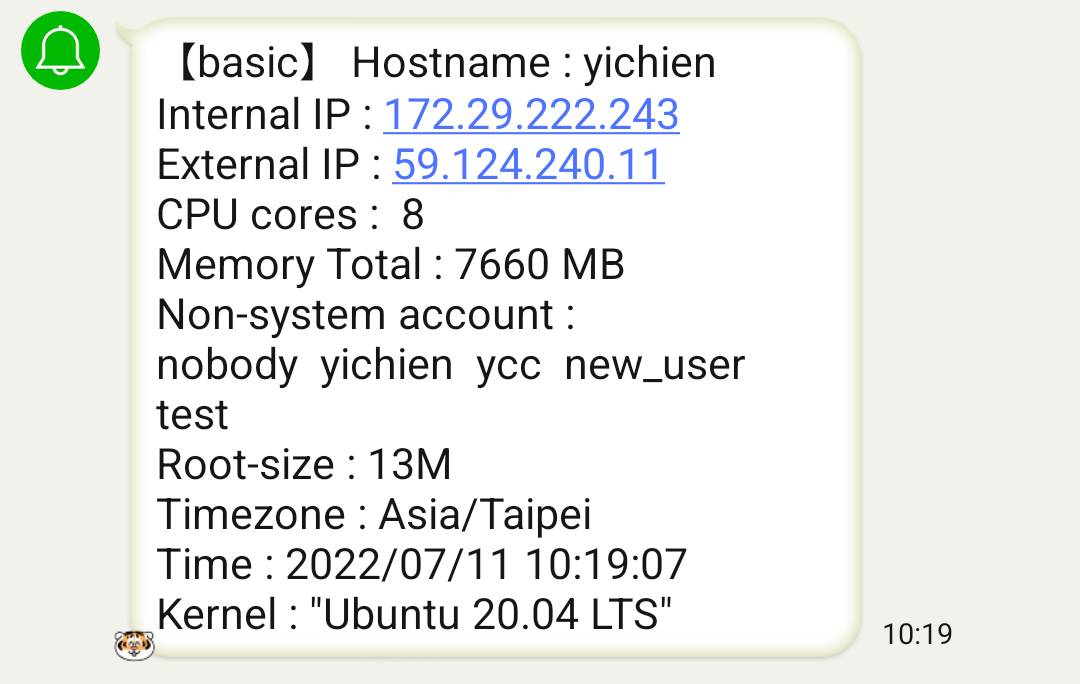 【basic】 Hostname : yichien
Internal IP : 172.29.222.243
External IP : 59.124.240.11
CPU cores :  8
Memory Total : 7660 MB
Non-system account :
nobody  yichien  ycc  new_user
test
Root-size : 13M
Timezone : Asia/Taipei
Time : 2022/07/11 10:19:07
Kernel : "Ubuntu 20.04 LTS"
10:19